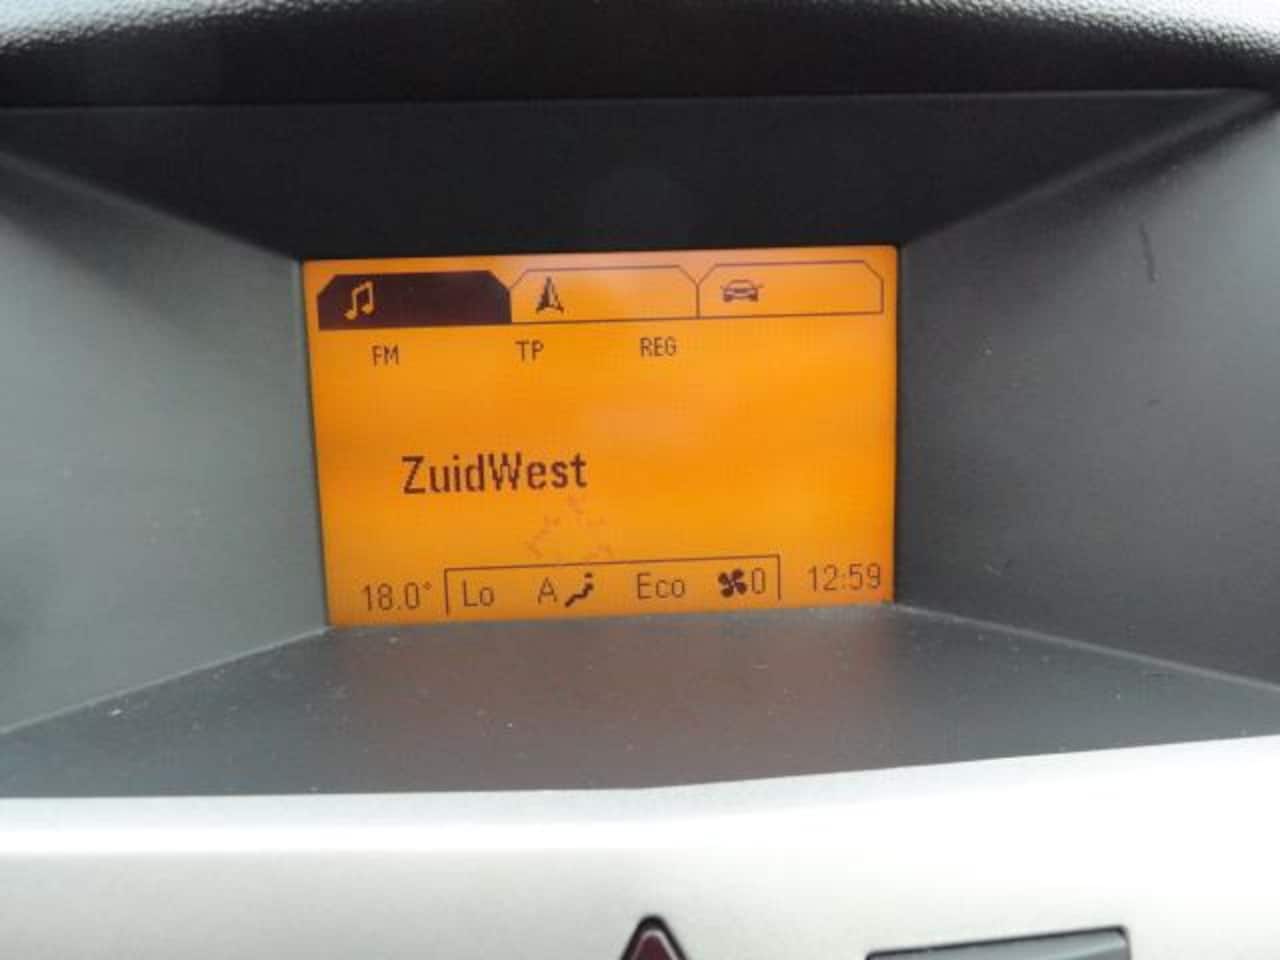 FM TP REG
ZuidWest
18.0° Lo A Eco 0 12:59